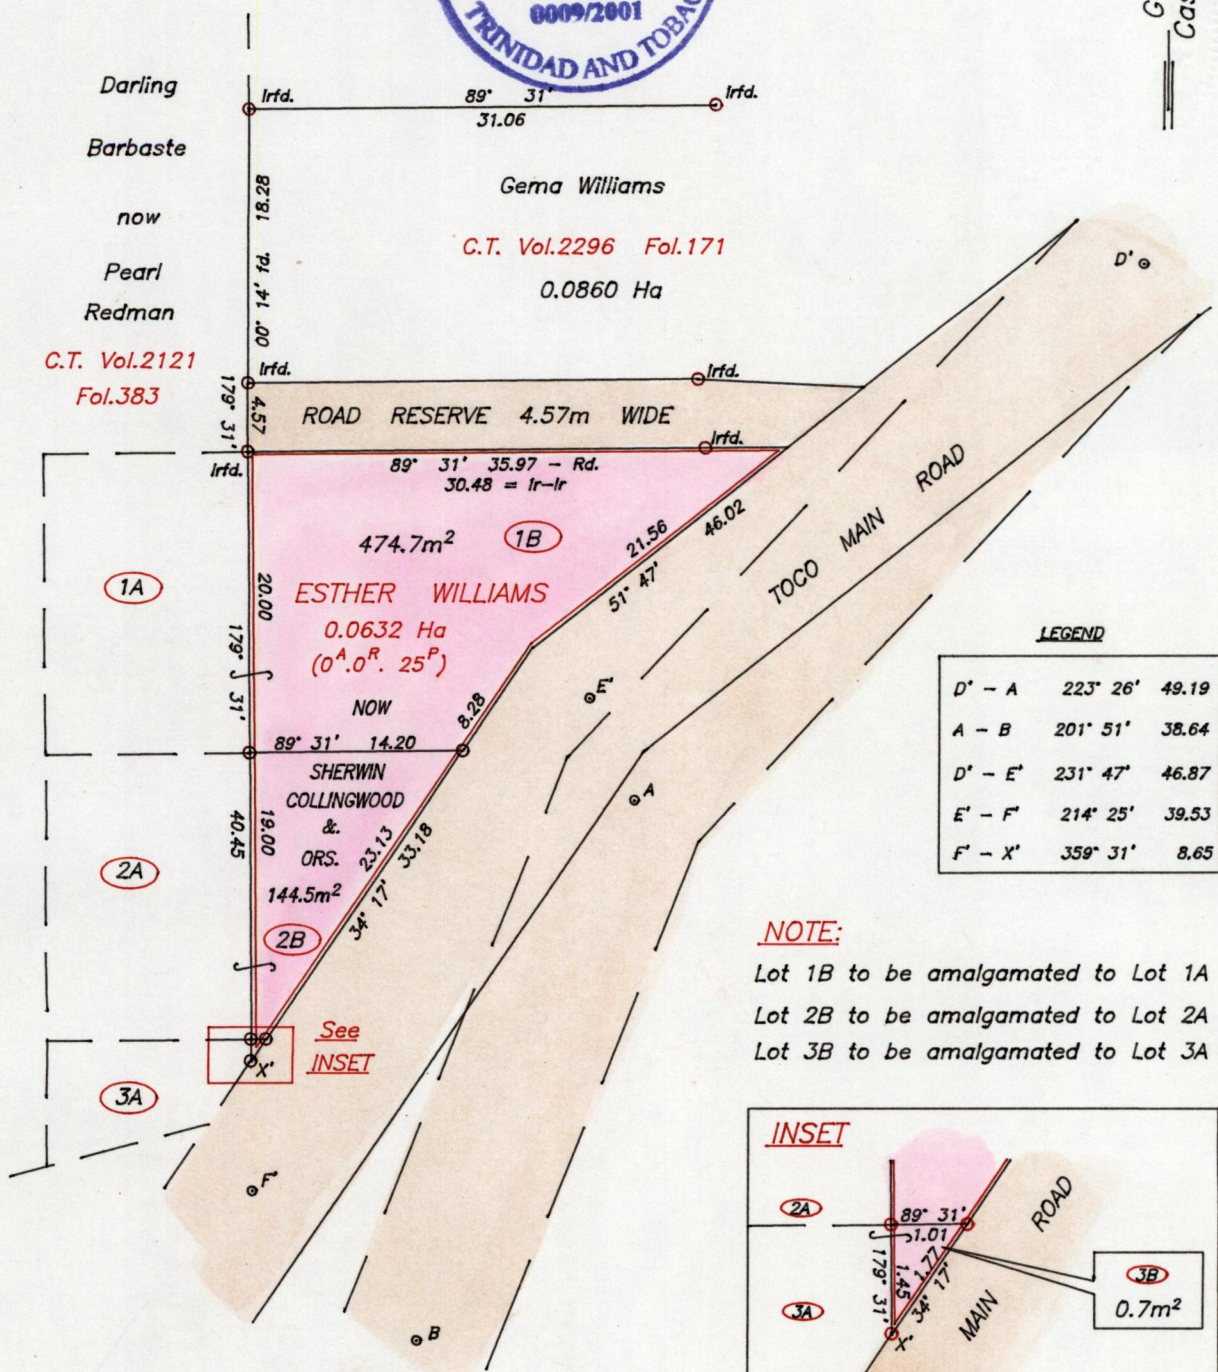 0009/2001
TRINIDAD AND
Darling
Barbaste
now
Pearl
Redman
C.T. Vol.2121
Fol.383
Irfd.
89° 31'
31.06
Irfd.
18.28
00° 14' fd.
Gema Williams
C.T. Vol.2296 Fol.171
0.0860 Ha
D'
Irfd.
Irfd.
179° 31'
4.57
ROAD RESERVE 4.57m WIDE
Irfd.
Irfd.
89° 31' 35.97 - Rd.
30.48 = Ir-Ir
474.7m²
1B
21.56
46.02
51° 47'
TOCO MAIN ROAD
1A
20.00
179° 31'
ESTHER WILLIAMS
0.0632 Ha
(0ᴬ.0ᴿ. 25ᴾ)
NOW
8.28
E'
89° 31' 14.20
SHERWIN
COLLINGWOOD
&.
ORS.
144.5m²
2B
40.45
19.00
23.13
33.18
34° 17'
A
2A
See
INSET
X'
3A
F'
B
LEGEND
D' - A 223° 26' 49.19
A - B 201° 51' 38.64
D' - E' 231° 47' 46.87
E' - F' 214° 25' 39.53
F' - X' 359° 31' 8.65
NOTE:
Lot 1B to be amalgamated to Lot 1A
Lot 2B to be amalgamated to Lot 2A
Lot 3B to be amalgamated to Lot 3A
INSET
2A
89° 31'
1.01
179° 31'
1.45
1.77
34° 17'
3A
X'
MAIN ROAD
3B
0.7m²